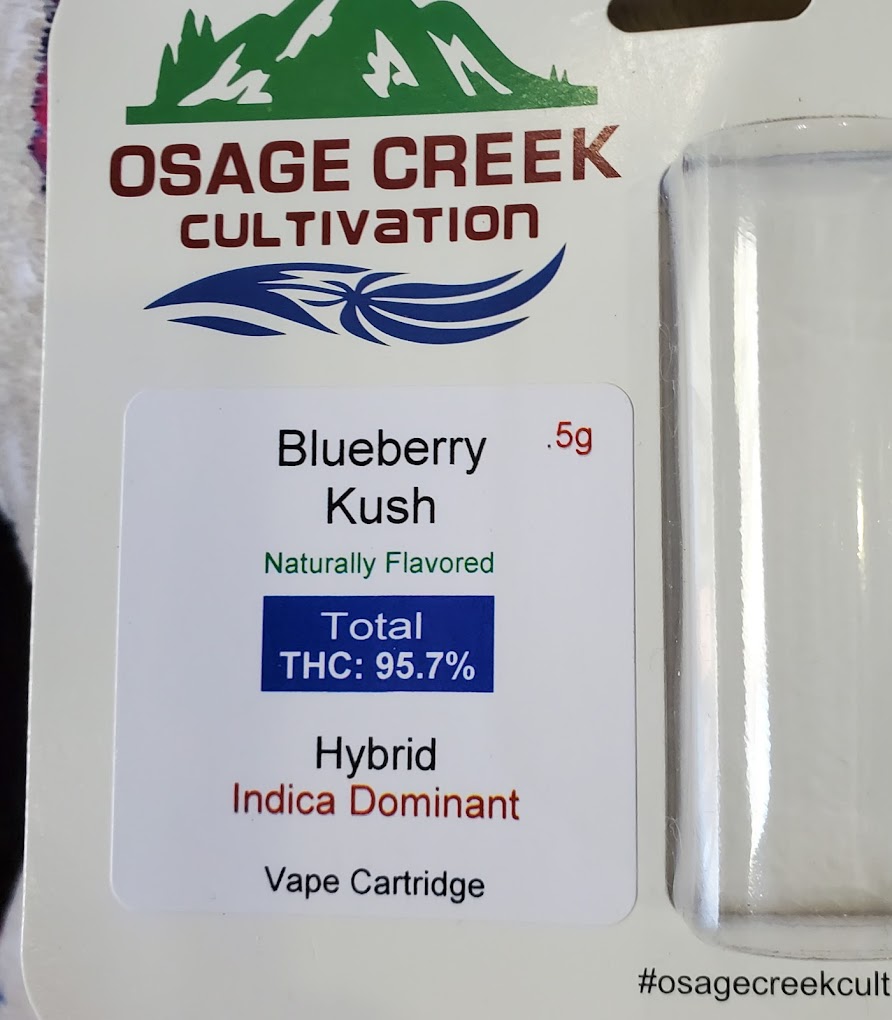 OSAGE CREEK
CULTIVATION
Blueberry .5g
Kush
Naturally Flavored
Total
THC: 95.7%
Hybrid
Indica Dominant
Vape Cartridge
#osagecreekcult